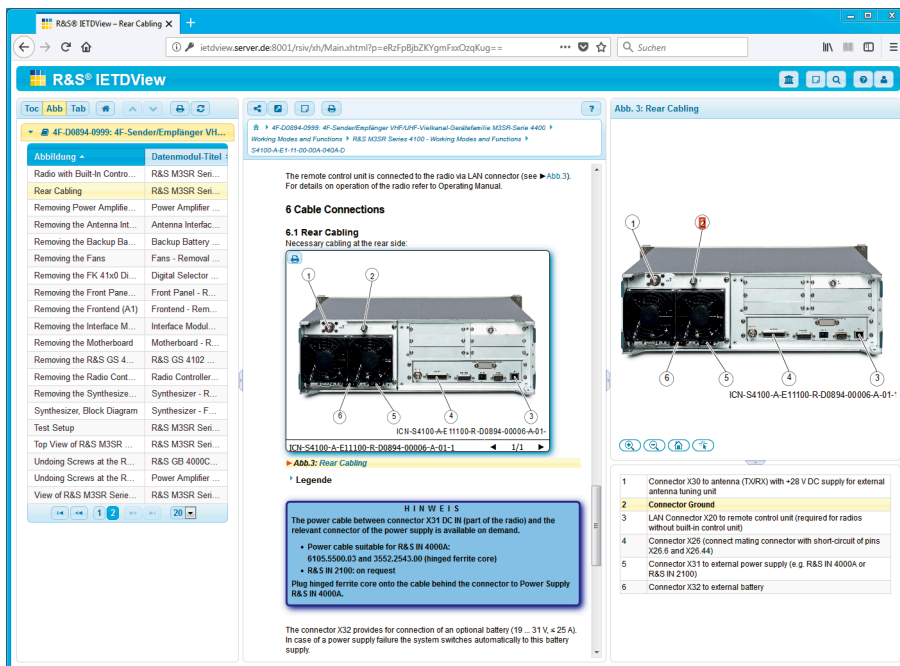 R&S® IETDView – Rear Cabling
ietdview.server.de:8001/rsiv/xh/Main.xhtml?p=eRzFpBjbZKYgmFxxOzqKug==
Suchen
R&S® IETDView
Toc Abb Tab
4F-D0894-0999: 4F-Sender/Empfänger VH...
Abbildung Datenmodul-Titel
Radio with Built-In Contro... R&S M3SR Seri...
Rear Cabling R&S M3SR Seri...
Removing Power Amplifie... Power Amplifier ...
Removing the Antenna Int... Antenna Interfac...
Removing the Backup Ba... Backup Battery ...
Removing the Fans Fans - Removal ...
Removing the FK 41x0 Di... Digital Selector ...
Removing the Front Pane... Front Panel - R...
Removing the Frontend (A1) Frontend - Rem...
Removing the Interface M... Interface Modul...
Removing the Motherboard Motherboard - R...
Removing the R&S GS 4... R&S GS 4102 ...
Removing the Radio Cont... Radio Controller...
Removing the Synthesize... Synthesizer - R...
Synthesizer, Block Diagram Synthesizer - F...
Test Setup R&S M3SR Seri...
Top View of R&S M3SR ... R&S M3SR Seri...
Undoing Screws at the R... R&S GB 4000C...
Undoing Screws at the R... Power Amplifier ...
View of R&S M3SR Serie... R&S M3SR Seri...
1 2 20
?
4F-D0894-0999: 4F-Sender/Empfänger VHF/UHF-Vielkanal-Gerätefamilie M3SR-Serie 4400
Working Modes and Functions R&S M3SR Series 4100 - Working Modes and Functions
S4100-A-E1-11-00-00A-040A-D
The remote control unit is connected to the radio via LAN connector (see ►Abb.3).
For details on operation of the radio refer to Operating Manual.
6 Cable Connections
6.1 Rear Cabling
Necessary cabling at the rear side:
1 2
6 5 4 3
ICN-S4100-A-E11100-R-D0894-00006-A-01-
ICN-S4100-A-E11100-R-D0894-00006-A-01-1 ◄ 1/1 ►
►Abb.3: Rear Cabling
Legende
HINWEIS
The power cable between connector X31 DC IN (part of the radio) and the
relevant connector of the power supply is available on demand.
• Power cable suitable for R&S IN 4000A:
6105.5500.03 and 3552.2543.00 (hinged ferrite core)
• R&S IN 2100: on request
Plug hinged ferrite core onto the cable behind the connector to Power Supply
R&S IN 4000A.
The connector X32 provides for connection of an optional battery (19 ... 31 V, ≤ 25 A).
In case of a power supply failure the system switches automatically to this battery
supply.
Abb. 3: Rear Cabling
1 2
6 5 4 3
ICN-S4100-A-E11100-R-D0894-00006-A-01-1
1 Connector X30 to antenna (TX/RX) with +28 V DC supply for external
antenna tuning unit
2 Connector Ground
3 LAN Connector X20 to remote control unit (required for radios
without built-in control unit)
4 Connector X26 (connect mating connector with short-circuit of pins
X26.6 and X26.44)
5 Connector X31 to external power supply (e.g. R&S IN 4000A or
R&S IN 2100)
6 Connector X32 to external battery